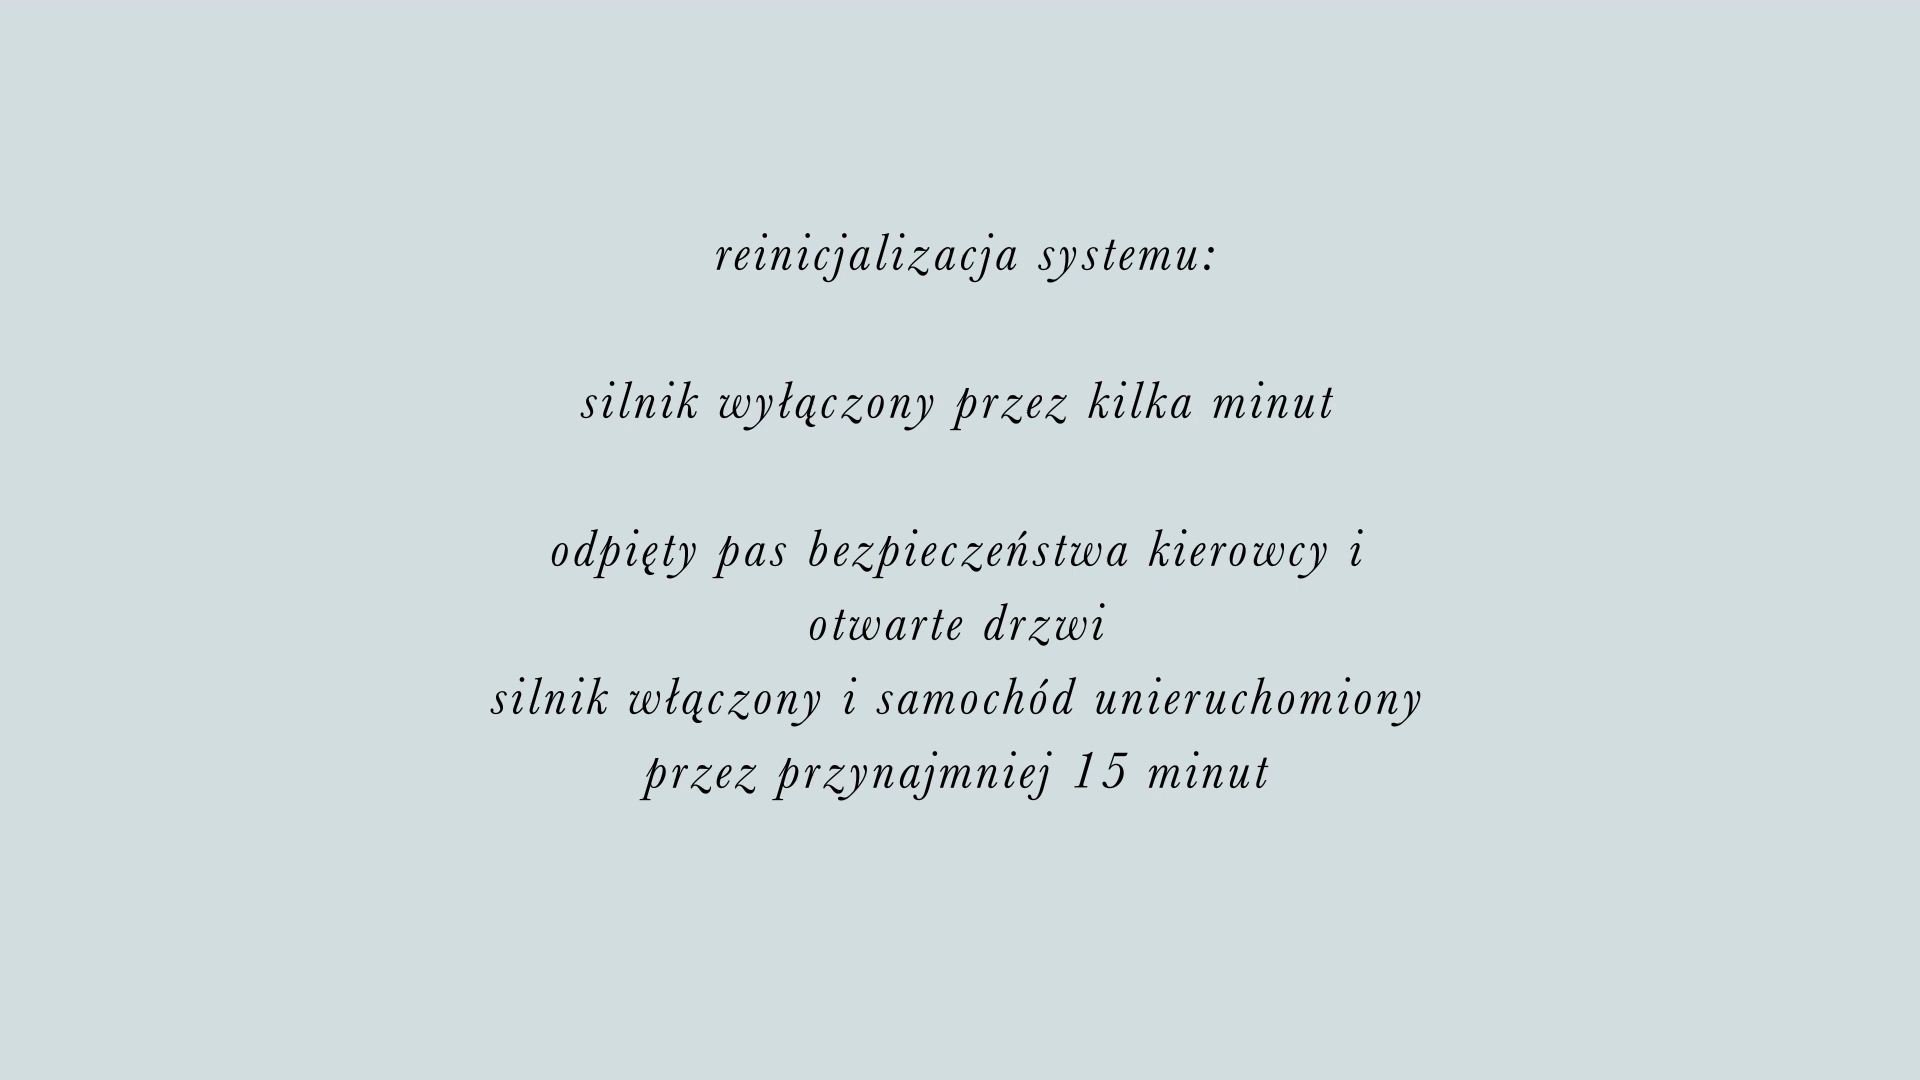 reinicjalizacja systemu:
silnik wyłączony przez kilka minut
odpięty pas bezpieczeństwa kierowcy i
otwarte drzwi
silnik włączony i samochód unieruchomiony
przez przynajmniej 15 minut